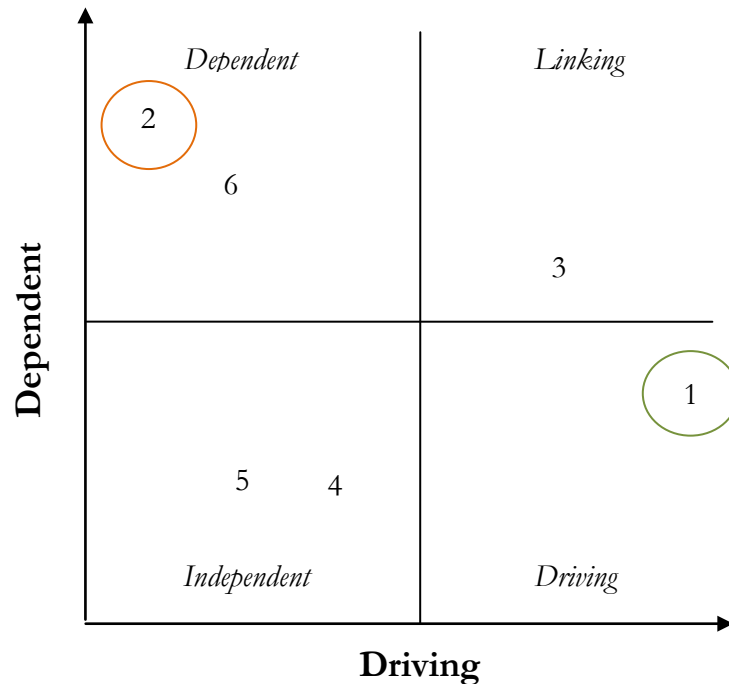 Dependent
Linking
2
6
3
Dependent
1
5
4
Independent
Driving
Driving